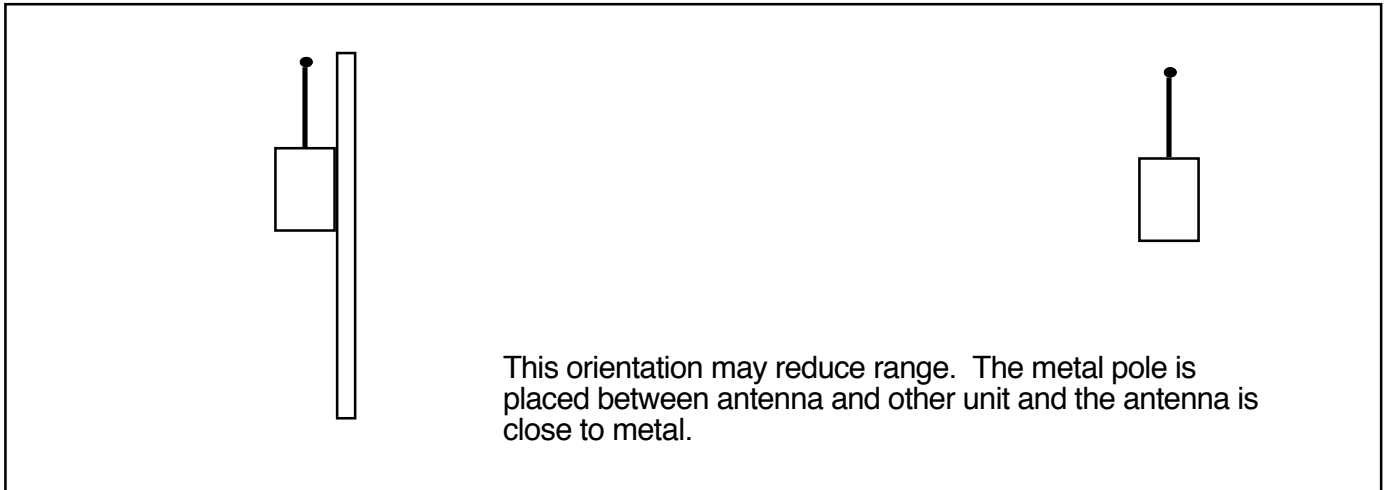 This orientation may reduce range.  The metal pole is
placed between antenna and other unit and the antenna is
close to metal.